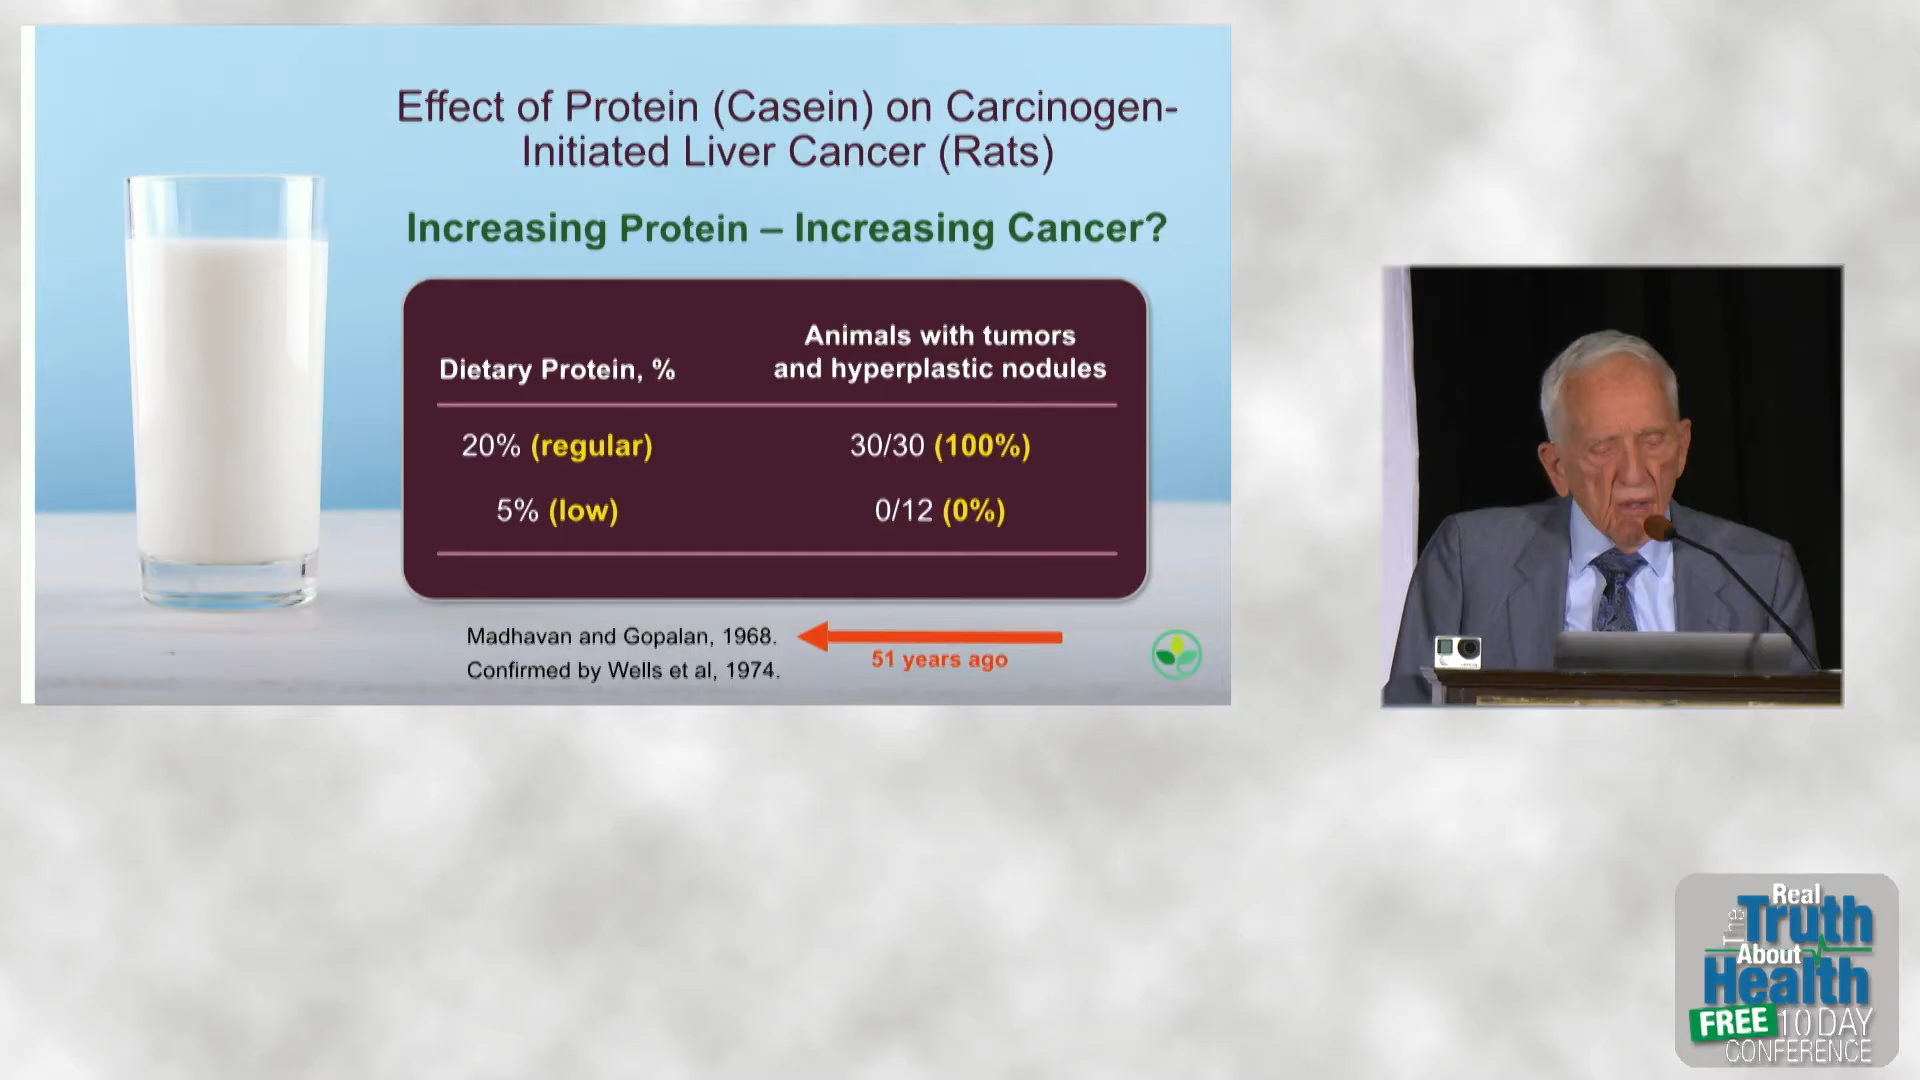 Effect of Protein (Casein) on Carcinogen-
Initiated Liver Cancer (Rats)
Increasing Protein – Increasing Cancer?
Dietary Protein, %
Animals with tumors
and hyperplastic nodules
20% (regular)
30/30 (100%)
5% (low)
0/12 (0%)
Madhavan and Gopalan, 1968.
51 years ago
Confirmed by Wells et al, 1974.
The Real
Truth
About
Health
FREE 10 DAY
CONFERENCE